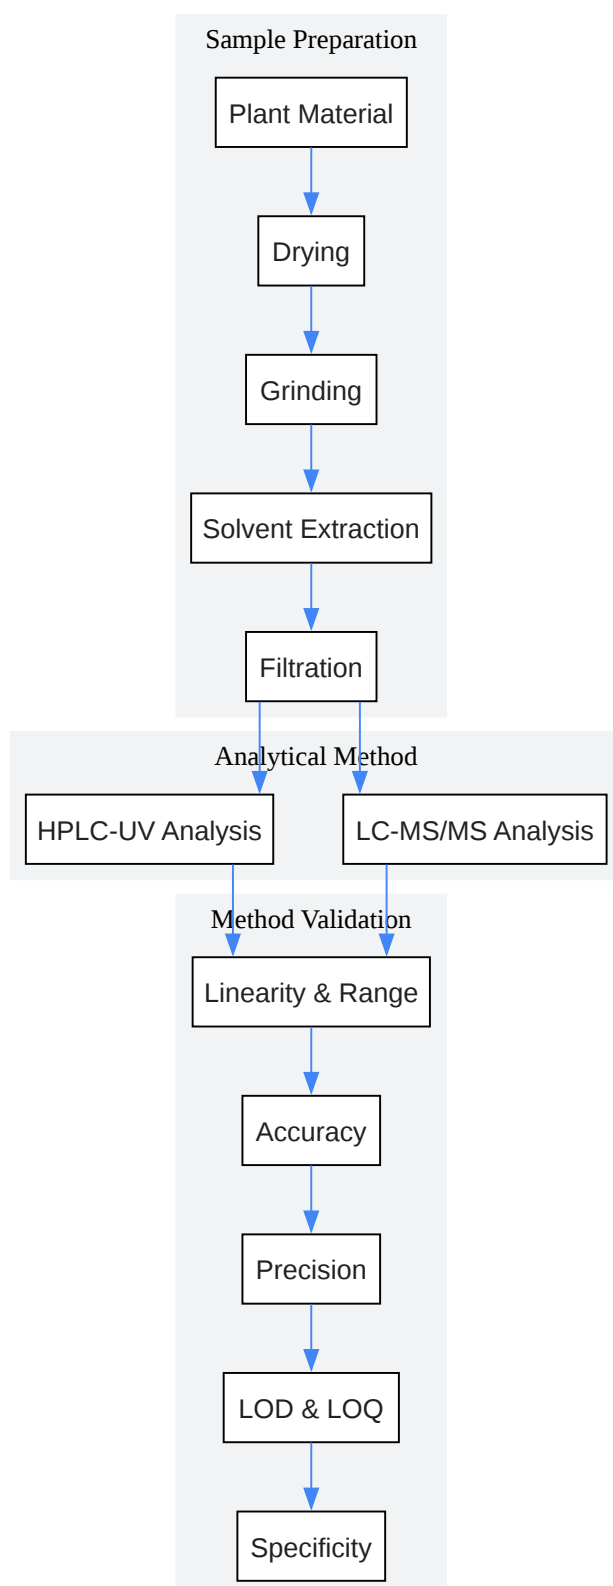 Sample Preparation
Plant Material
Drying
Grinding
Solvent Extraction
Filtration
Analytical Method
HPLC-UV Analysis
LC-MS/MS Analysis
Method Validation
Linearity & Range
Accuracy
Precision
LOD & LOQ
Specificity